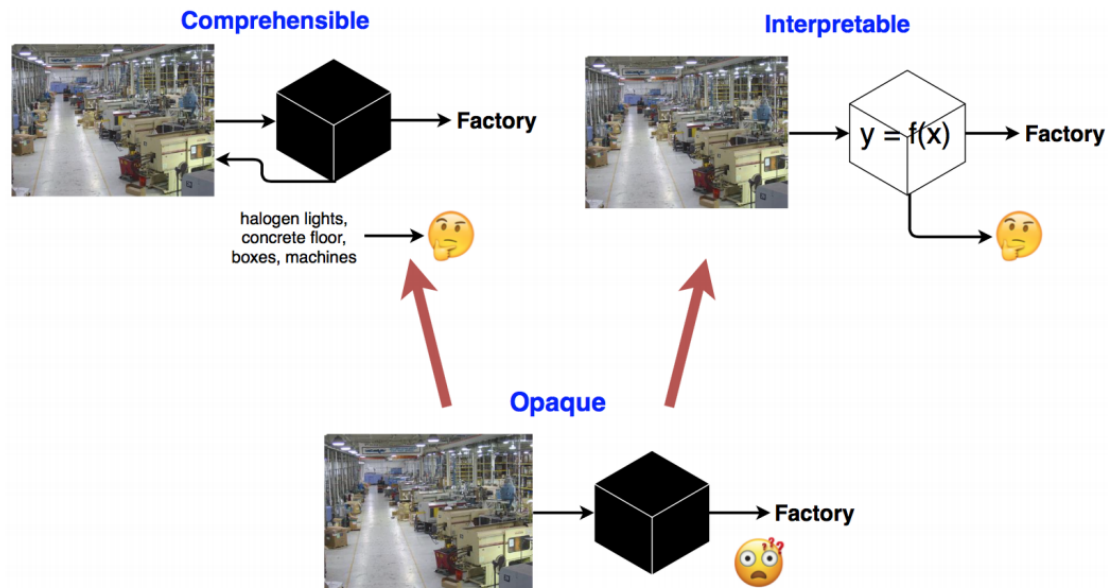 Comprehensible
Interpretable
Factory
y = f(x)
Factory
halogen lights,
concrete floor,
boxes, machines
Opaque
Factory
???